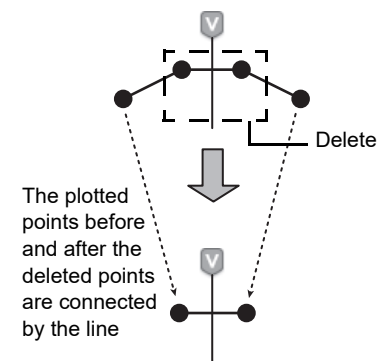 V
Delete
The plotted
points before
and after the
deleted points
are connected
by the line
V